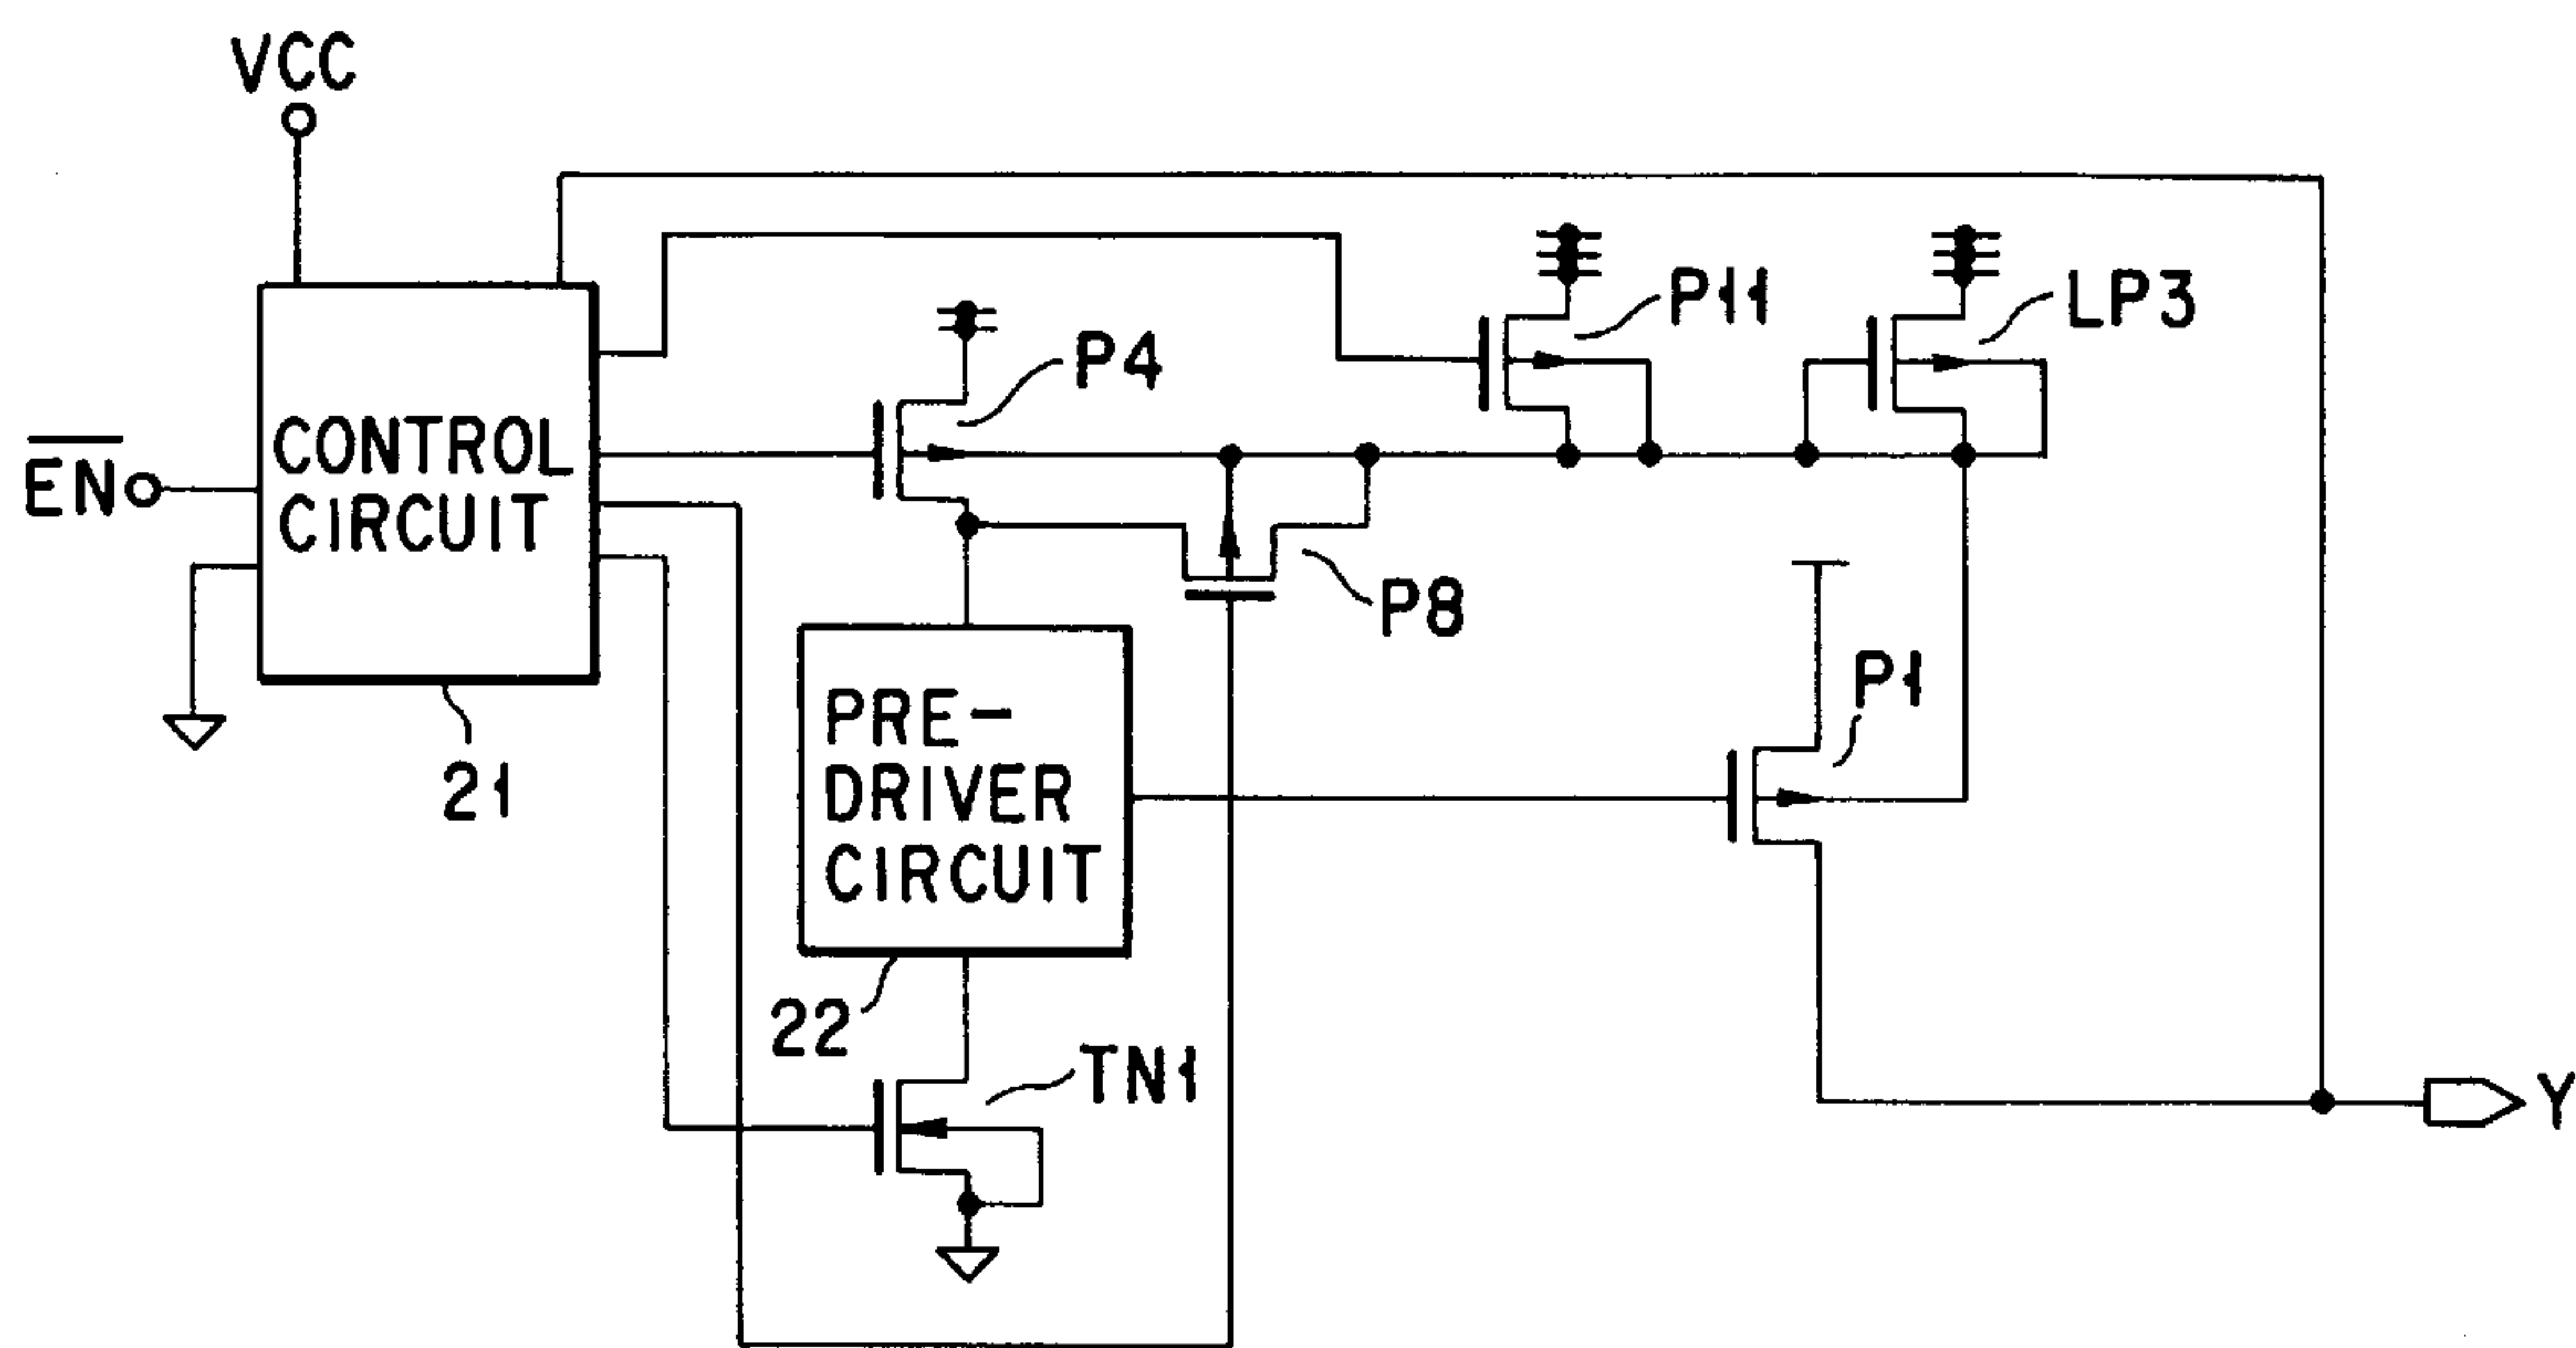 VCC
P11
LP3
P4
EN
CONTROL
CIRCUIT
P8
P1
21
PRE-
DRIVER
CIRCUIT
22
TN1
Y